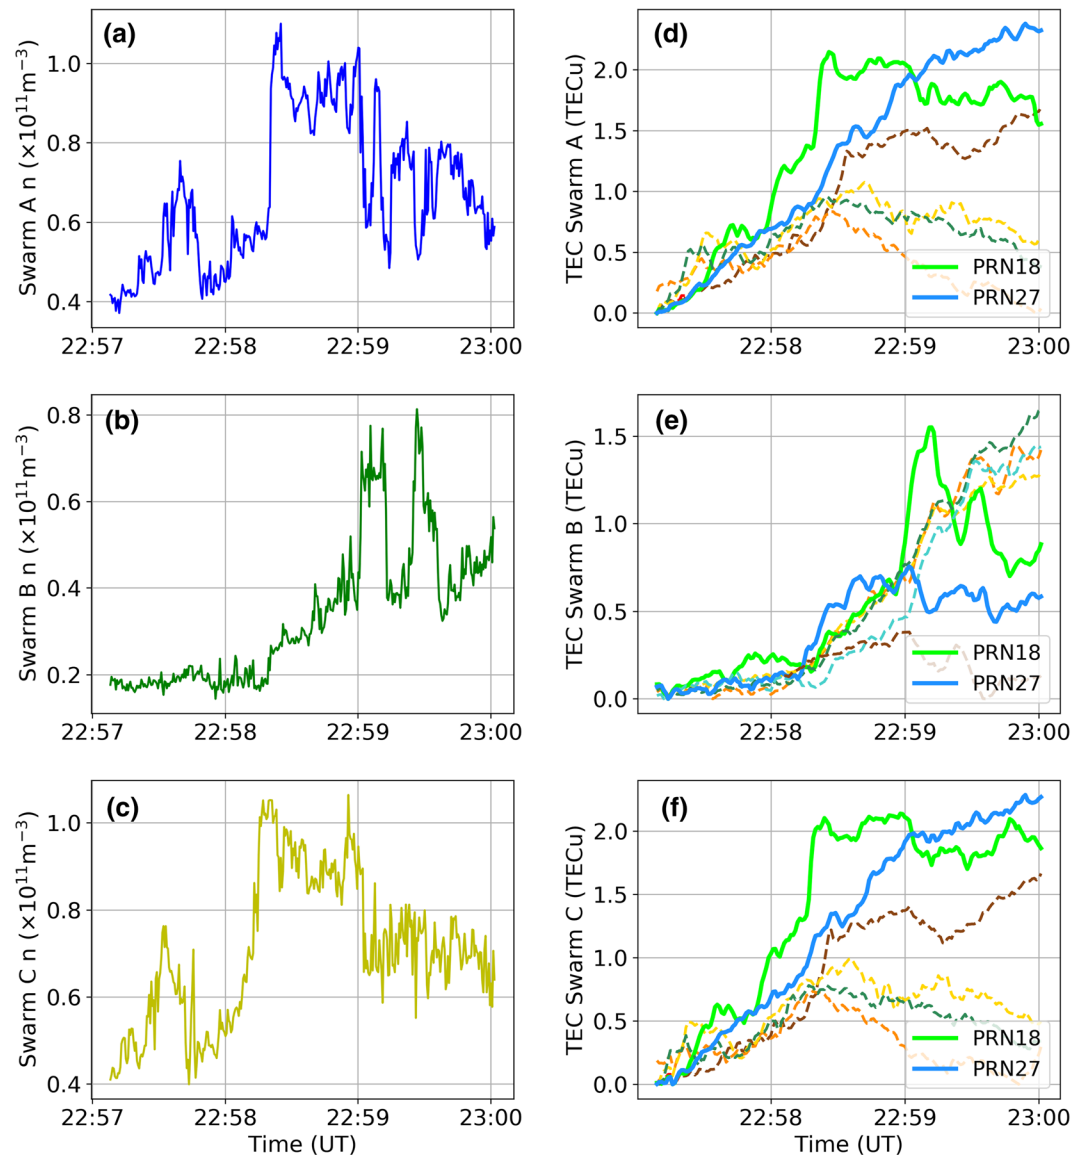 (a)
Swarm A n (×10¹¹m⁻³)
1.0
0.8
0.6
0.4
22:57
22:58
22:59
23:00
(d)
TEC Swarm A (TECu)
2.0
1.5
1.0
0.5
0.0
PRN18
PRN27
22:58
22:59
23:00
(b)
Swarm B n (×10¹¹m⁻³)
0.8
0.6
0.4
0.2
22:57
22:58
22:59
23:00
(e)
TEC Swarm B (TECu)
1.5
1.0
0.5
0.0
PRN18
PRN27
22:58
22:59
23:00
(c)
Swarm C n (×10¹¹m⁻³)
1.0
0.8
0.6
0.4
22:57
22:58
22:59
23:00
Time (UT)
(f)
TEC Swarm C (TECu)
2.0
1.5
1.0
0.5
0.0
PRN18
PRN27
22:58
22:59
23:00
Time (UT)